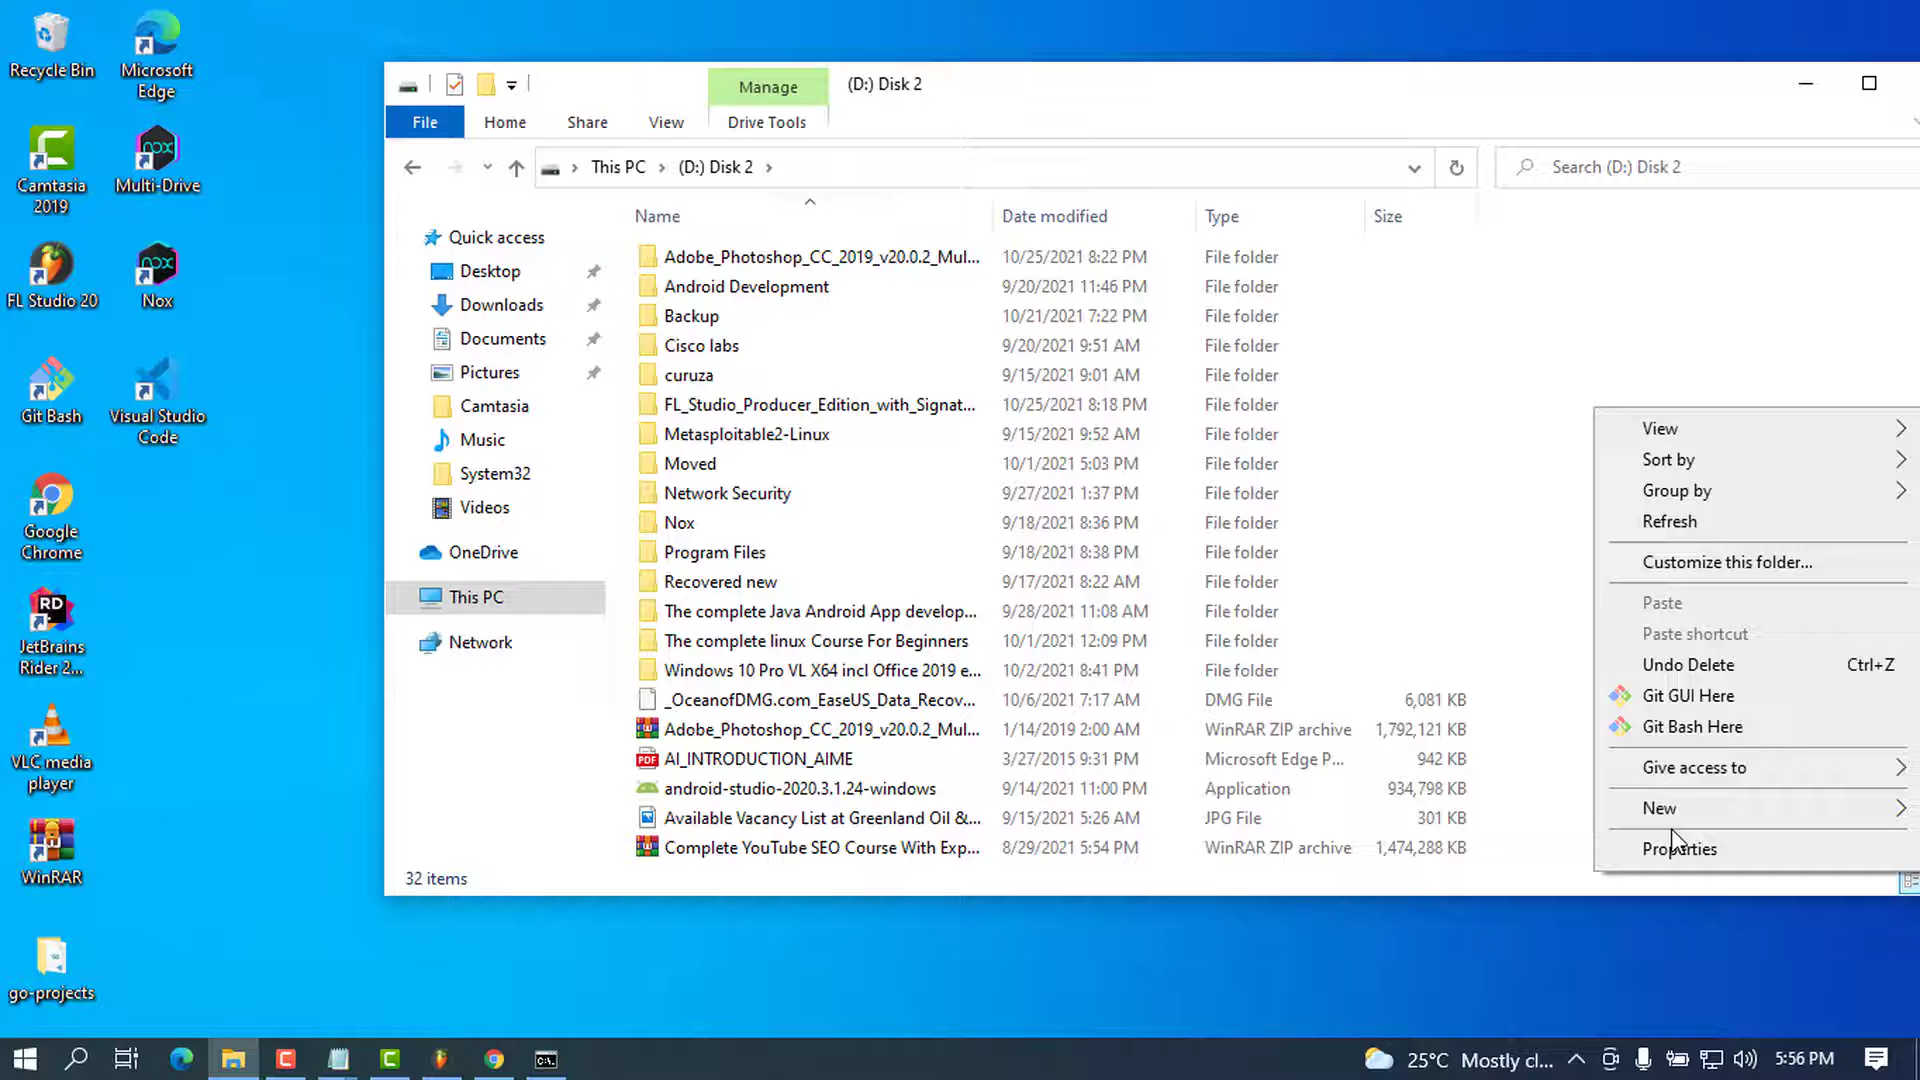 Recycle Bin
Microsoft
Edge
Camtasia
2019
Multi-Drive
FL Studio 20
Nox
Git Bash
Visual Studio
Code
Google
Chrome
RD
JetBrains
Rider 2...
VLC media
player
WinRAR
go-projects
Manage
(D:) Disk 2
File
Home
Share
View
Drive Tools
This PC
(D:) Disk 2
Search (D:) Disk 2
Name
Date modified
Type
Size
Quick access
Desktop
Downloads
Documents
Pictures
Camtasia
Music
System32
Videos
OneDrive
This PC
Network
Adobe_Photoshop_CC_2019_v20.0.2_Mul... 10/25/2021 8:22 PM File folder
Android Development 9/20/2021 11:46 PM File folder
Backup 10/21/2021 7:22 PM File folder
Cisco labs 9/20/2021 9:51 AM File folder
curuza 9/15/2021 9:01 AM File folder
FL_Studio_Producer_Edition_with_Signat... 10/25/2021 8:18 PM File folder
Metasploitable2-Linux 9/15/2021 9:52 AM File folder
Moved 10/1/2021 5:03 PM File folder
Network Security 9/27/2021 1:37 PM File folder
Nox 9/18/2021 8:36 PM File folder
Program Files 9/18/2021 8:38 PM File folder
Recovered new 9/17/2021 8:22 AM File folder
The complete Java Android App develop... 9/28/2021 11:08 AM File folder
The complete linux Course For Beginners 10/1/2021 12:09 PM File folder
Windows 10 Pro VL X64 incl Office 2019 e... 10/2/2021 8:41 PM File folder
_OceanofDMG.com_EaseUS_Data_Recov... 10/6/2021 7:17 AM DMG File 6,081 KB
Adobe_Photoshop_CC_2019_v20.0.2_Mul... 1/14/2019 2:00 AM WinRAR ZIP archive 1,792,121 KB
PDF AI_INTRODUCTION_AIME 3/27/2015 9:31 PM Microsoft Edge P... 942 KB
android-studio-2020.3.1.24-windows 9/14/2021 11:00 PM Application 934,798 KB
Available Vacancy List at Greenland Oil &... 9/15/2021 5:26 AM JPG File 301 KB
Complete YouTube SEO Course With Exp... 8/29/2021 5:54 PM WinRAR ZIP archive 1,474,288 KB
32 items
View
Sort by
Group by
Refresh
Customize this folder...
Paste
Paste shortcut
Undo Delete Ctrl+Z
Git GUI Here
Git Bash Here
Give access to
New
Properties
25°C Mostly cl...
5:56 PM